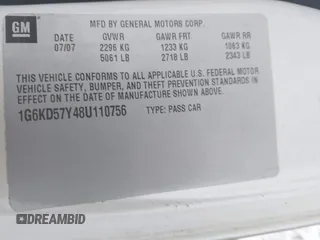 GM
MFD BY GENERAL MOTORS CORP.
GVWR GAWR FRT GAWR RR
07/07 2296 KG 1233 KG 1063 KG
5061 LB 2718 LB 2343 LB
THIS VEHICLE CONFORMS TO ALL APPLICABLE U.S. FEDERAL MOTOR
VEHICLE SAFETY, BUMPER, AND THEFT PREVENTION STANDARDS IN
EFFECT ON THE DATE OF MANUFACTURE SHOWN ABOVE.
1G6KD57Y48U110756 TYPE: PASS CAR
DREAMBID